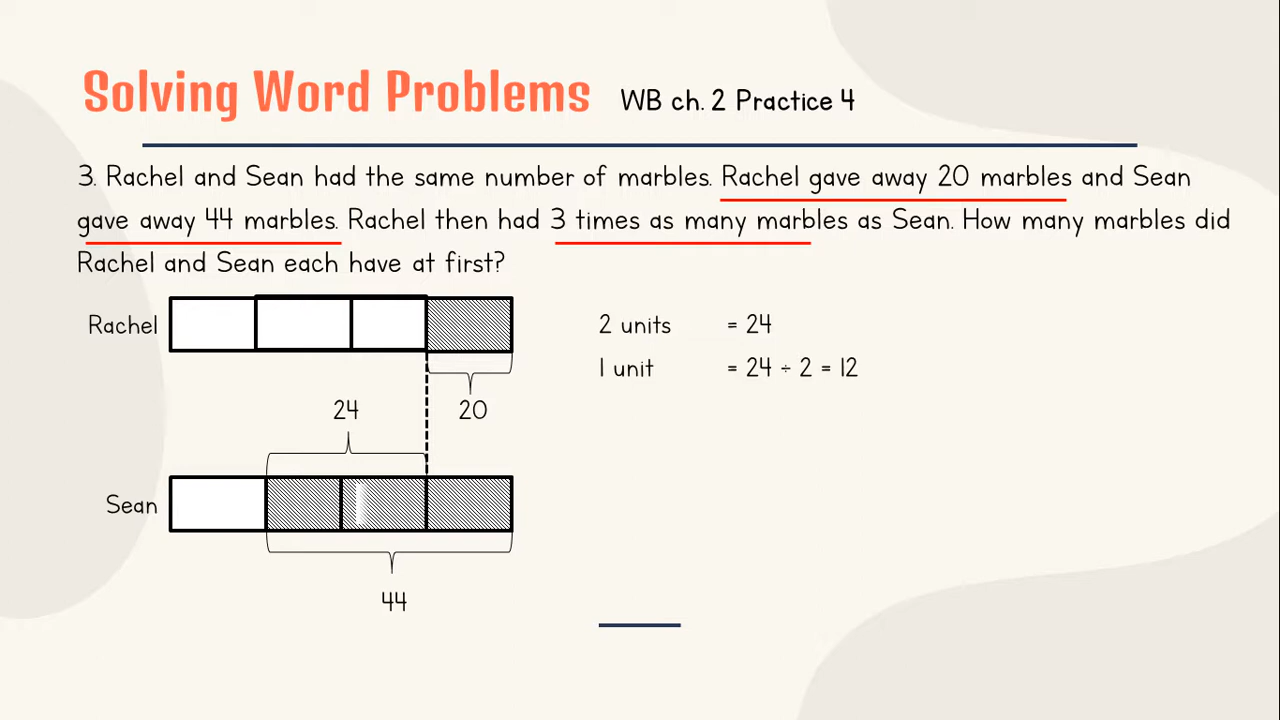 Solving Word Problems WB ch. 2 Practice 4
3. Rachel and Sean had the same number of marbles. Rachel gave away 20 marbles and Sean
gave away 44 marbles. Rachel then had 3 times as many marbles as Sean. How many marbles did
Rachel and Sean each have at first?
Rachel
2 units = 24
1 unit = 24 ÷ 2 = 12
24
20
Sean
44